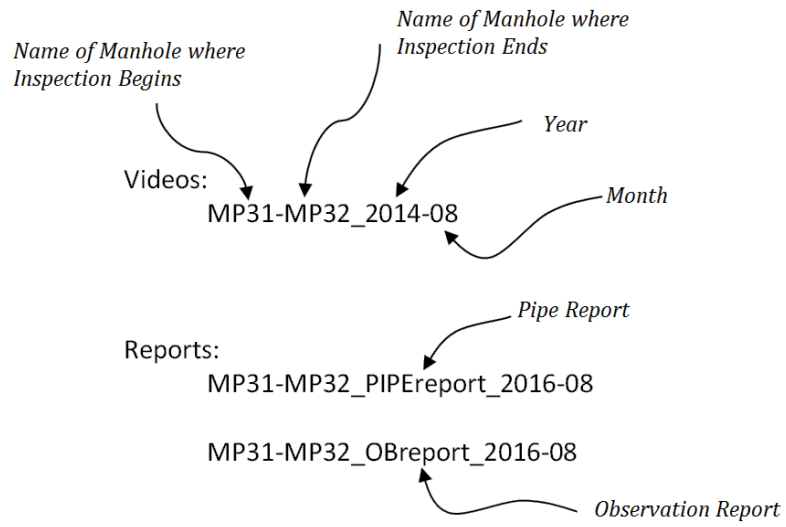 Name of Manhole where
Inspection Ends
Name of Manhole where
Inspection Begins
Year
Videos:
Month
MP31-MP32_2014-08
Pipe Report
Reports:
MP31-MP32_PIPEreport_2016-08
MP31-MP32_OBreport_2016-08
Observation Report